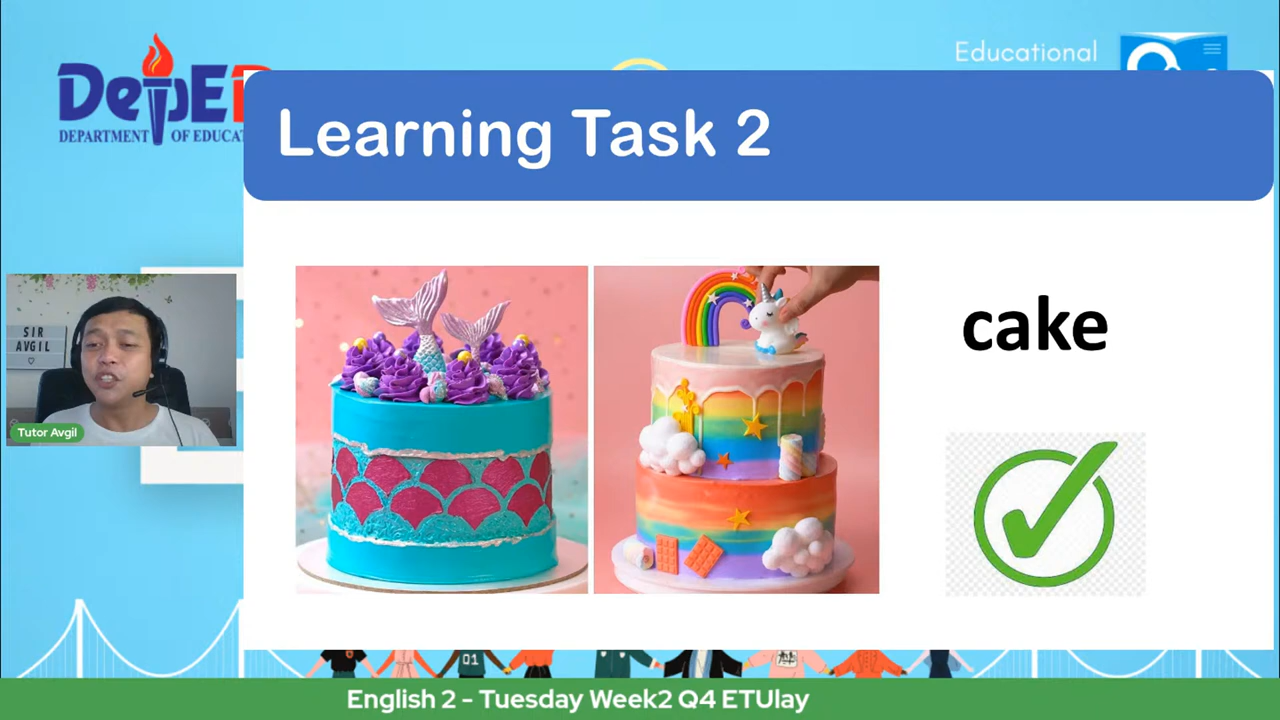 Educational
DepED
DEPARTMENT OF EDUCAT
Learning Task 2
cake
SIR
AVGIL
Tutor Avgil
01
English 2 - Tuesday Week2 Q4 ETUlay